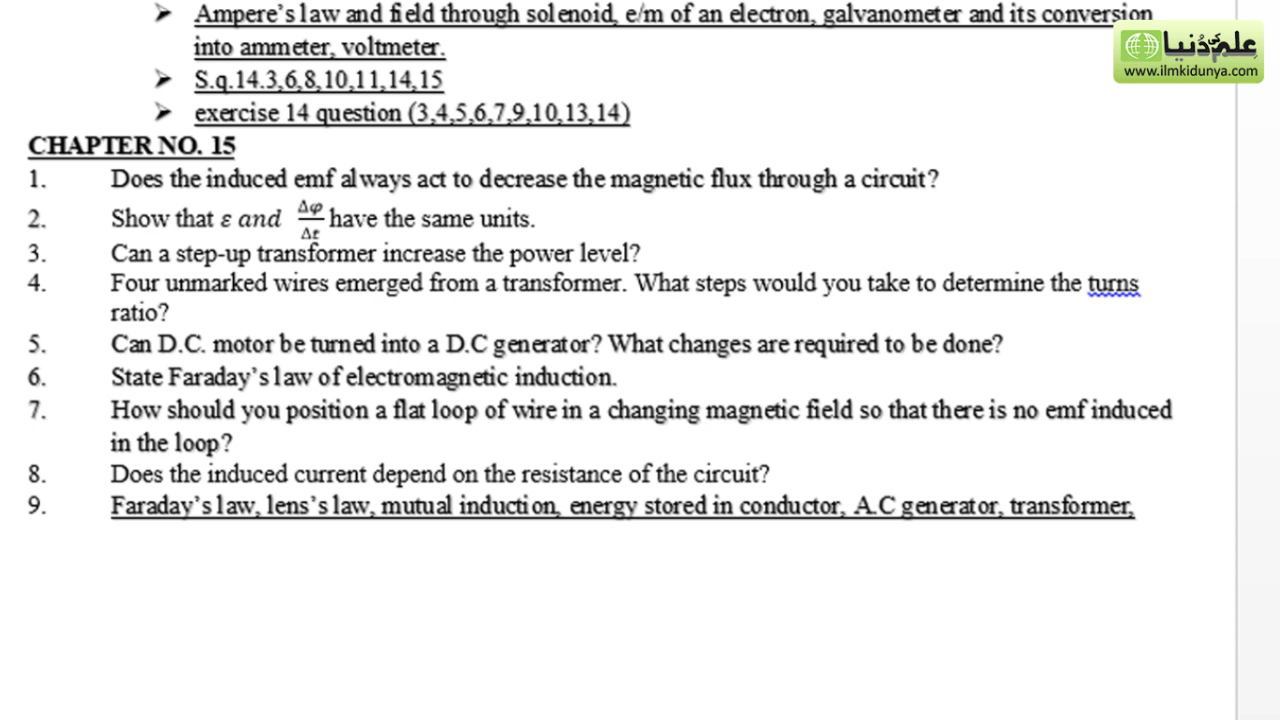 ➤ Ampere's law and field through solenoid, e/m of an electron, galvanometer and its conversion
into ammeter, voltmeter.
علم کی دُنیا
www.ilmkidunya.com
➤ S.q.14.3,6,8,10,11,14,15
➤ exercise 14 question (3,4,5,6,7,9,10,13,14)
CHAPTER NO. 15
1. Does the induced emf always act to decrease the magnetic flux through a circuit?
2. Show that ε and Δφ/Δt have the same units.
3. Can a step-up transformer increase the power level?
4. Four unmarked wires emerged from a transformer. What steps would you take to determine the turns
ratio?
5. Can D.C. motor be turned into a D.C generator? What changes are required to be done?
6. State Faraday's law of electromagnetic induction.
7. How should you position a flat loop of wire in a changing magnetic field so that there is no emf induced
in the loop?
8. Does the induced current depend on the resistance of the circuit?
9. Faraday's law, lens's law, mutual induction, energy stored in conductor, A.C generator, transformer,